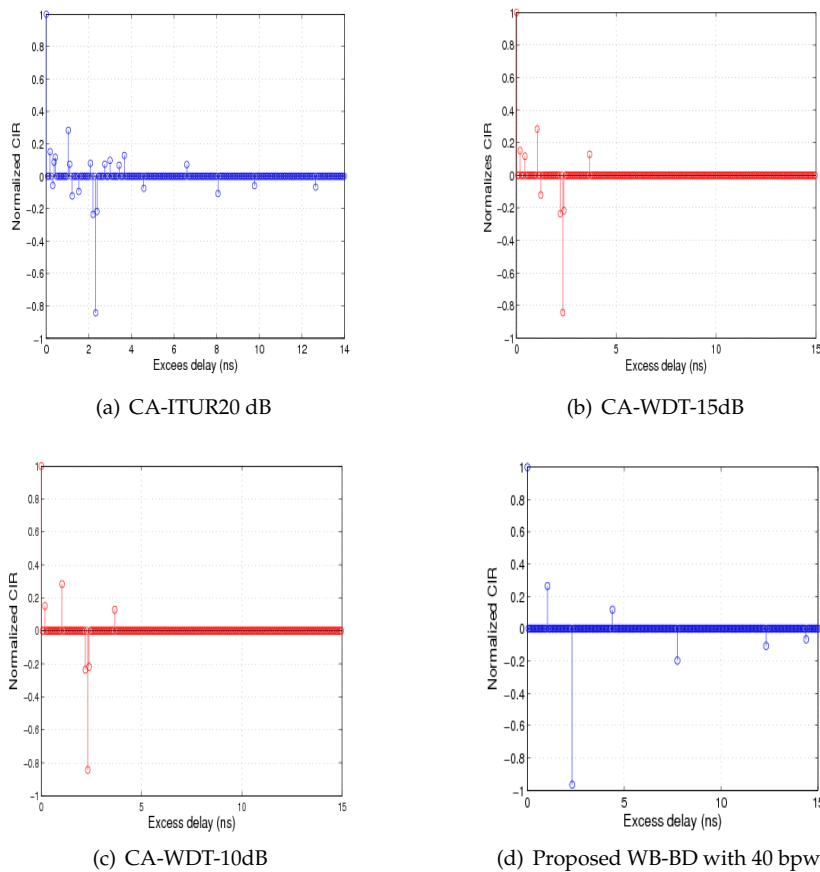 1
0.8
0.6
0.4
0.2
0
−0.2
−0.4
−0.6
−0.8
−1
Normalized CIR
0 2 4 6 8 10 12 14
Excees delay (ns)
(a) CA-ITUR20 dB
1
0.8
0.6
0.4
0.2
0
−0.2
−0.4
−0.6
−0.8
−1
Normalizes CIR
0 5 10 15
Excess delay (ns)
(b) CA-WDT-15dB
1
0.8
0.6
0.4
0.2
0
−0.2
−0.4
−0.6
−0.8
−1
Normalized CIR
0 5 10 15
Excess delay (ns)
(c) CA-WDT-10dB
1
0.8
0.6
0.4
0.2
0
−0.2
−0.4
−0.6
−0.8
−1
Normalized CIR
0 5 10 15
Excess delay (ns)
(d) Proposed WB-BD with 40 bpw